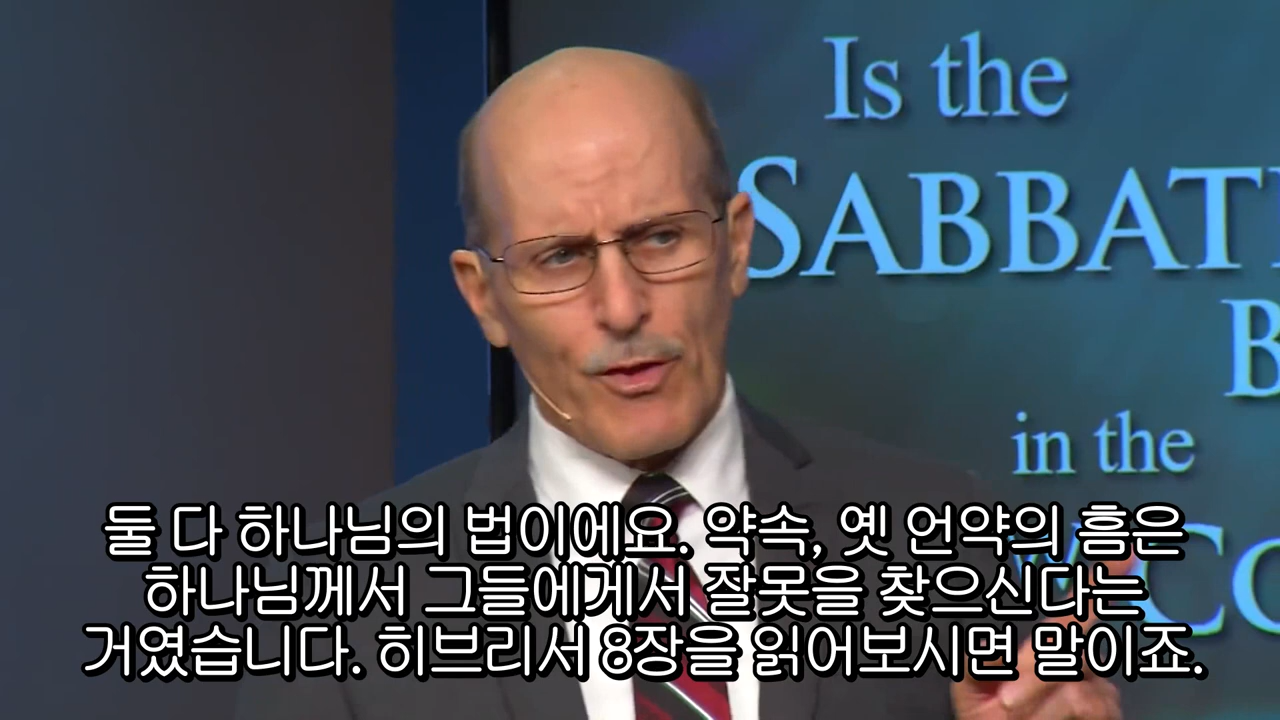 Is the
SABBAT
B
in the
Co
둘 다 하나님의 법이에요. 약속, 옛 언약의 흠은
하나님께서 그들에게서 잘못을 찾으신다는
거였습니다. 히브리서 8장을 읽어보시면 말이죠.